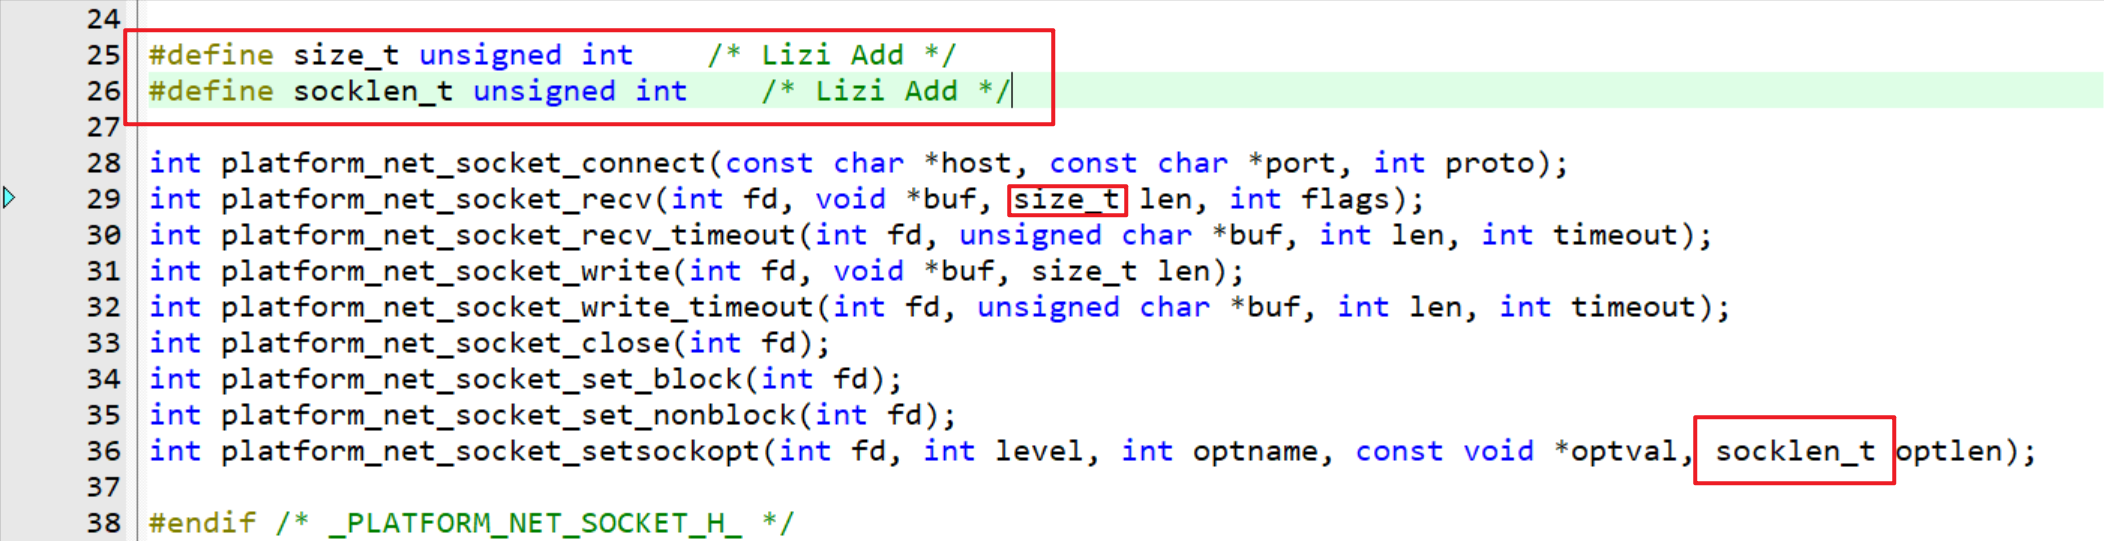 24
25 #define size_t unsigned int    /* Lizi Add */
26 #define socklen_t unsigned int    /* Lizi Add */
27
28 int platform_net_socket_connect(const char *host, const char *port, int proto);
29 int platform_net_socket_recv(int fd, void *buf, size_t len, int flags);
30 int platform_net_socket_recv_timeout(int fd, unsigned char *buf, int len, int timeout);
31 int platform_net_socket_write(int fd, void *buf, size_t len);
32 int platform_net_socket_write_timeout(int fd, unsigned char *buf, int len, int timeout);
33 int platform_net_socket_close(int fd);
34 int platform_net_socket_set_block(int fd);
35 int platform_net_socket_set_nonblock(int fd);
36 int platform_net_socket_setsockopt(int fd, int level, int optname, const void *optval, socklen_t optlen);
37
38 #endif /* _PLATFORM_NET_SOCKET_H_ */